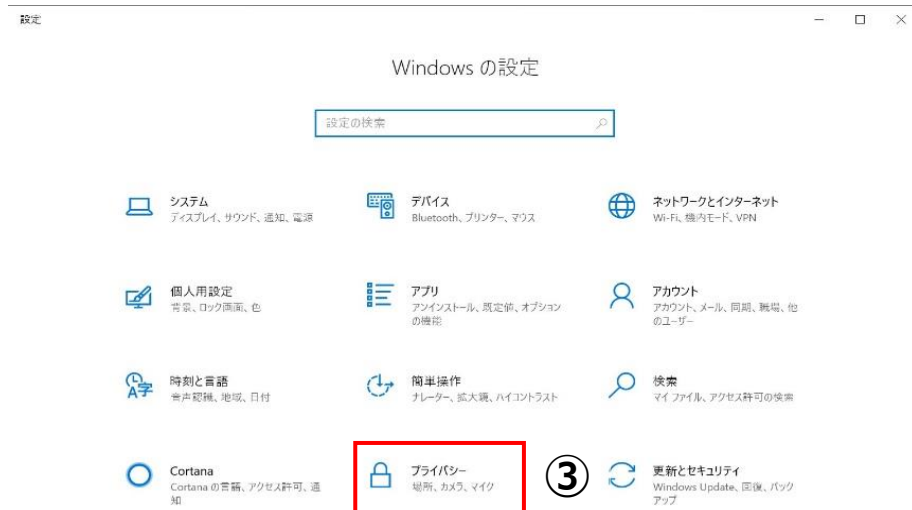 設定
Windows の設定
設定の検索
システム
ディスプレイ、サウンド、通知、電源
デバイス
Bluetooth、プリンター、マウス
ネットワークとインターネット
Wi-Fi、機内モード、VPN
個人用設定
背景、ロック画面、色
アプリ
アンインストール、既定値、オプション
の機能
アカウント
アカウント、メール、同期、職場、他
のユーザー
時刻と言語
音声認識、地域、日付
簡単操作
ナレーター、拡大鏡、ハイコントラスト
検索
マイ ファイル、アクセス許可の検索
Cortana
Cortana の言語、アクセス許可、通
知
プライバシー
場所、カメラ、マイク
③
更新とセキュリティ
Windows Update、回復、バック
アップ